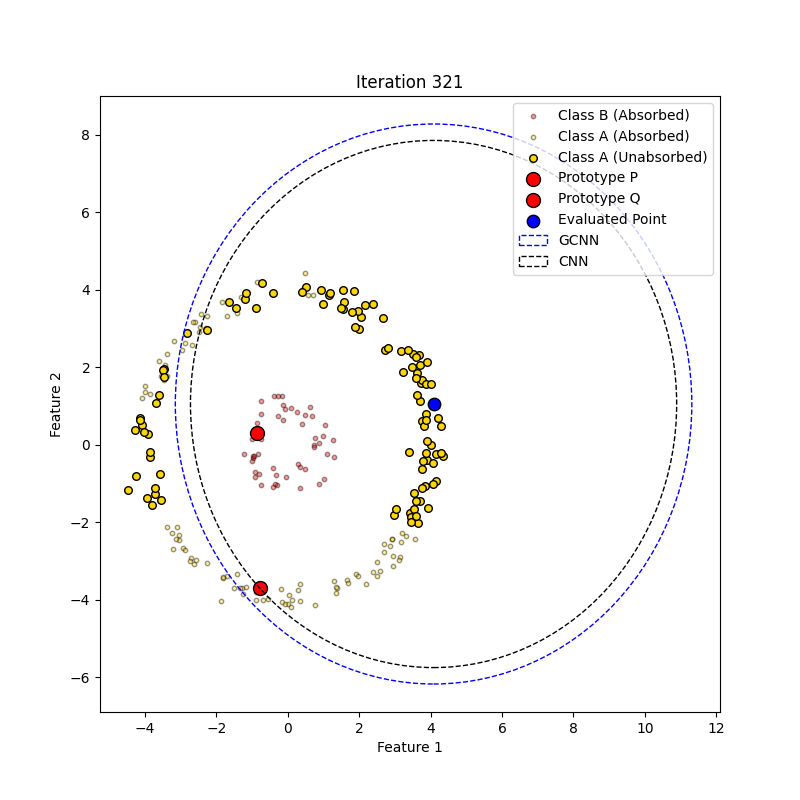 Iteration 321
Class B (Absorbed)
Class A (Absorbed)
Class A (Unabsorbed)
Prototype P
Prototype Q
Evaluated Point
GCNN
CNN
Feature 2
8
6
4
2
0
−2
−4
−6
−4
−2
0
2
4
6
8
10
12
Feature 1